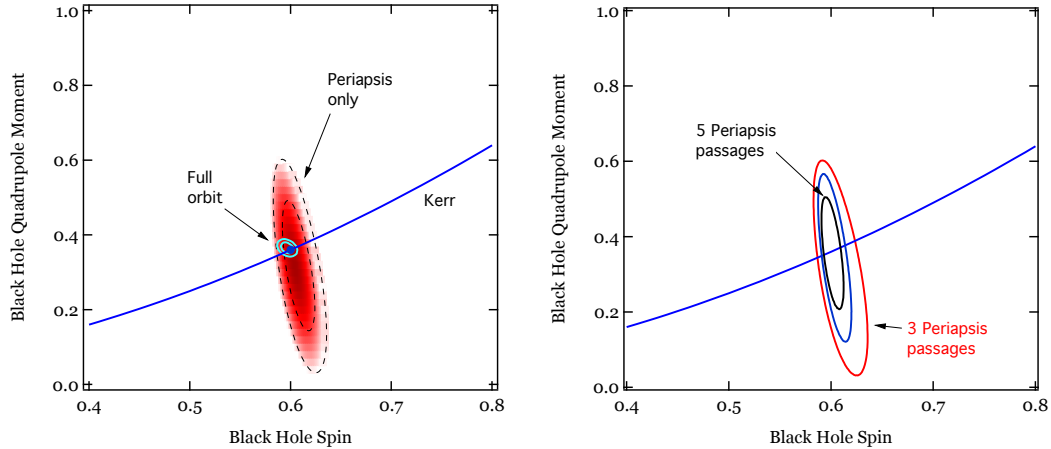 Black Hole Quadrupole Moment
1.0
0.8
0.6
0.4
0.2
0.0
Periapsis
only
Full
orbit
Kerr
0.4
0.5
0.6
0.7
0.8
Black Hole Spin
Black Hole Quadrupole Moment
1.0
0.8
0.6
0.4
0.2
0.0
5 Periapsis
passages
Kerr
3 Periapsis
passages
0.4
0.5
0.6
0.7
0.8
Black Hole Spin